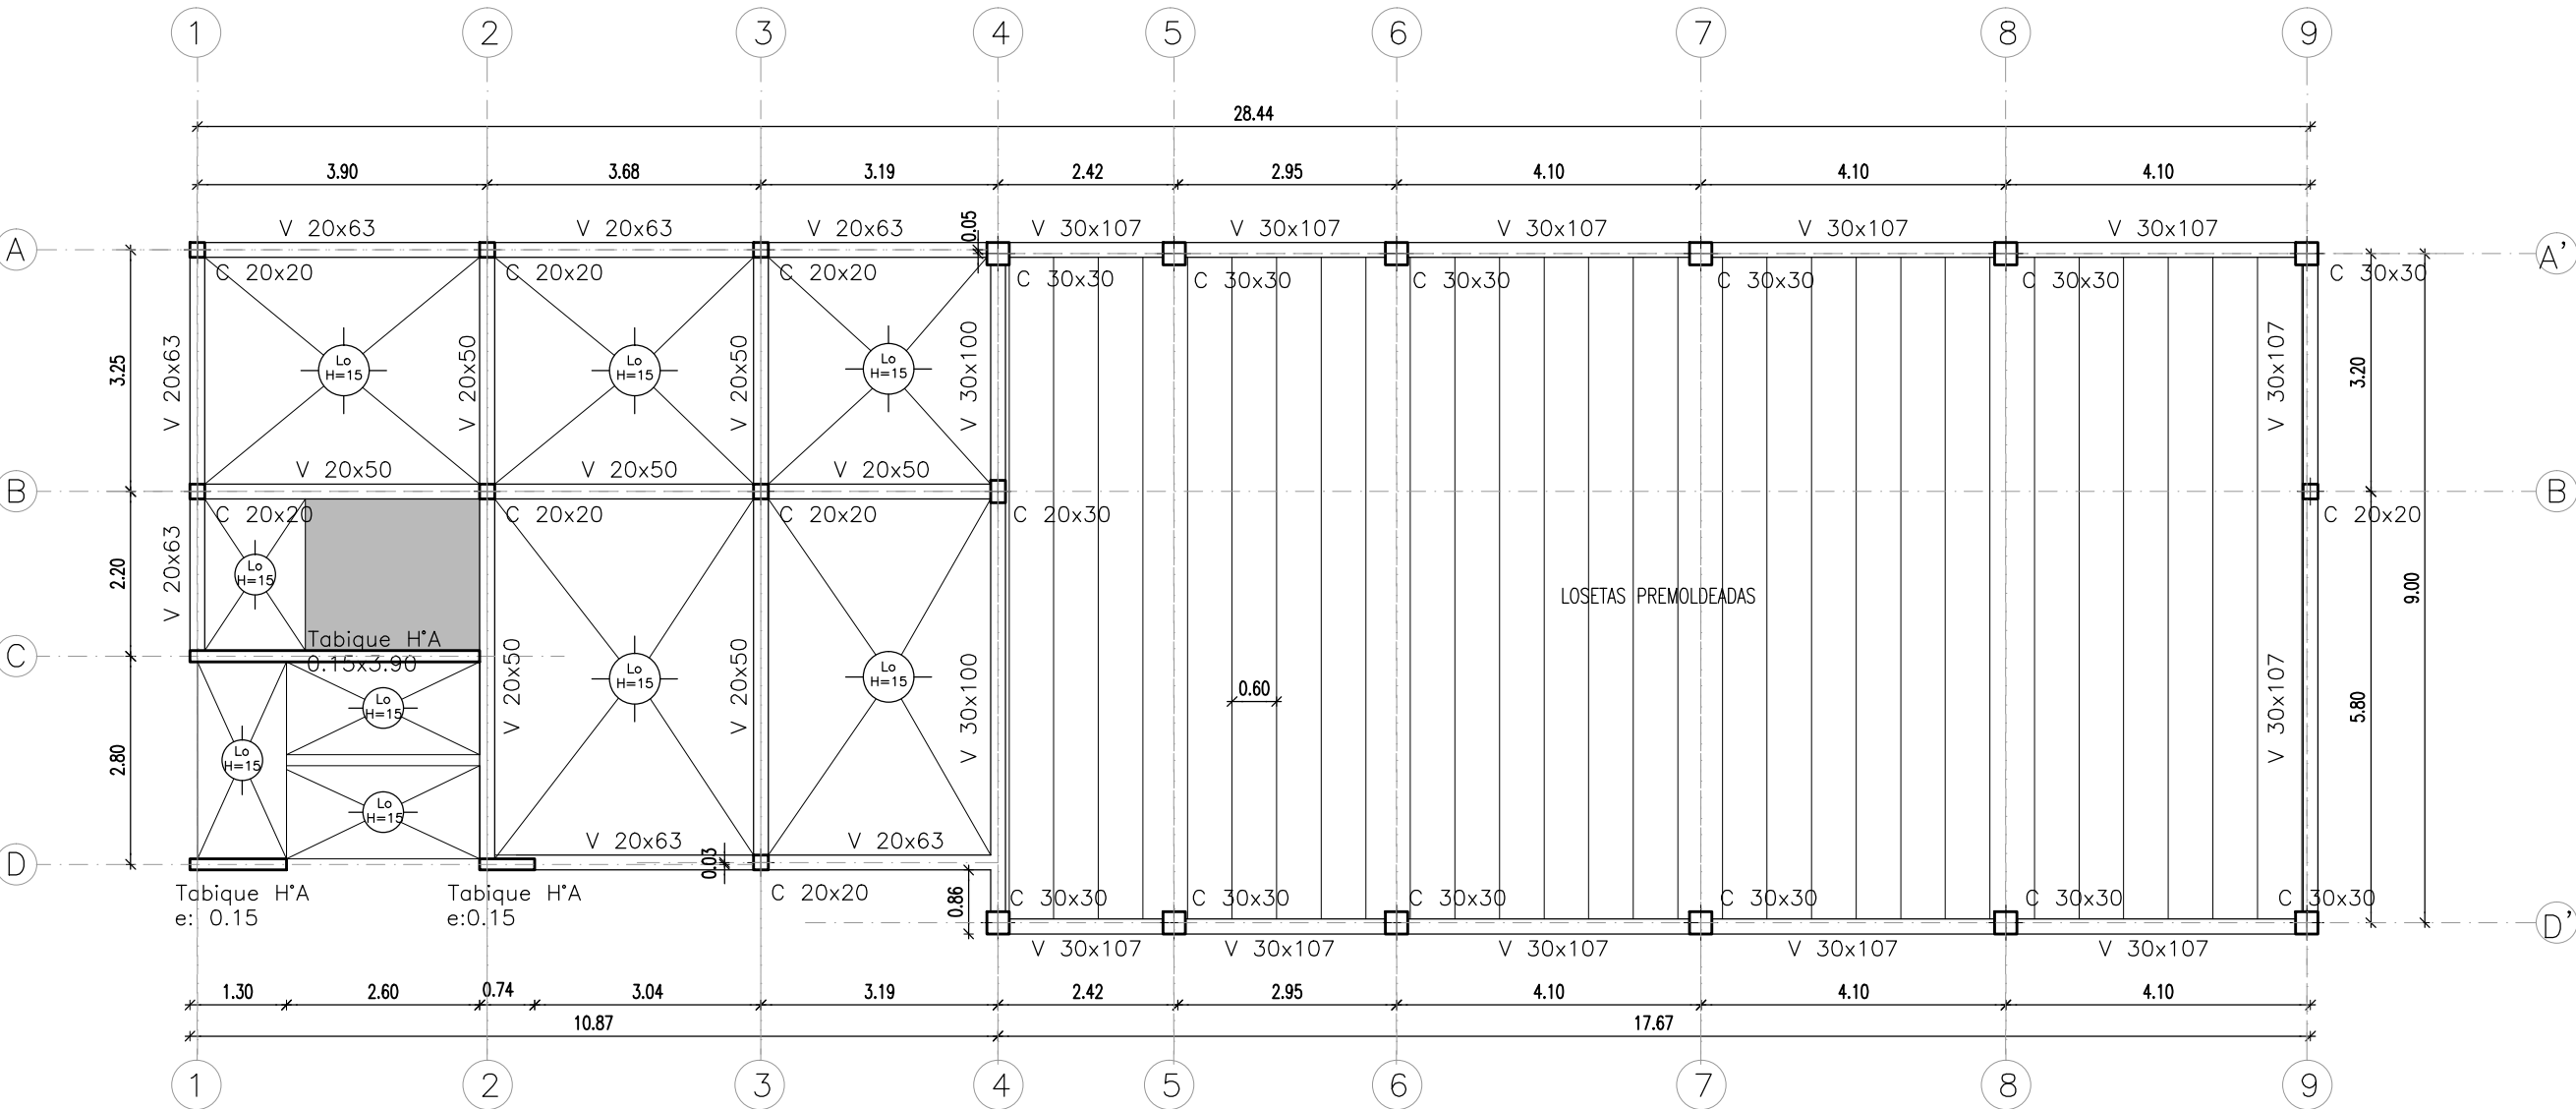 1 2 3 4 5 6 7 8 9
28.44
3.90 3.68 3.19 2.42 2.95 4.10 4.10 4.10
V 20x63 V 20x63 V 20x63 0.05 V 30x107 V 30x107 V 30x107 V 30x107 V 30x107
A A'
C 20x20 C 20x20 C 20x20 C 30x30 C 30x30 C 30x30 C 30x30 C 30x30 C 30x30
3.25 V 20x63 V 20x50 V 20x50 V 30x100 V 30x107 3.20
Lo Lo Lo
H=15 H=15 H=15
V 20x50 V 20x50 V 20x50
B B
C 20x20 C 20x20 C 20x20 C 20x30 C 20x20
2.20 V 20x63
Lo
H=15
LOSETAS PREMOLDEADAS
9.00
Tabique H°A
0.15x3.90
C
V 20x50 V 20x50 V 30x100 V 30x107 5.80
Lo Lo
H=15 H=15
0.60
Lo
H=15
2.80
Lo
H=15
Lo
H=15
V 20x63 V 20x63
D 0.03
Tabique H°A Tabique H°A C 20x20 0.86 C 30x30 C 30x30 C 30x30 C 30x30 C 30x30 C 30x30
e: 0.15 e:0.15
D'
V 30x107 V 30x107 V 30x107 V 30x107 V 30x107
1.30 2.60 0.74 3.04 3.19 2.42 2.95 4.10 4.10 4.10
10.87 17.67
1 2 3 4 5 6 7 8 9